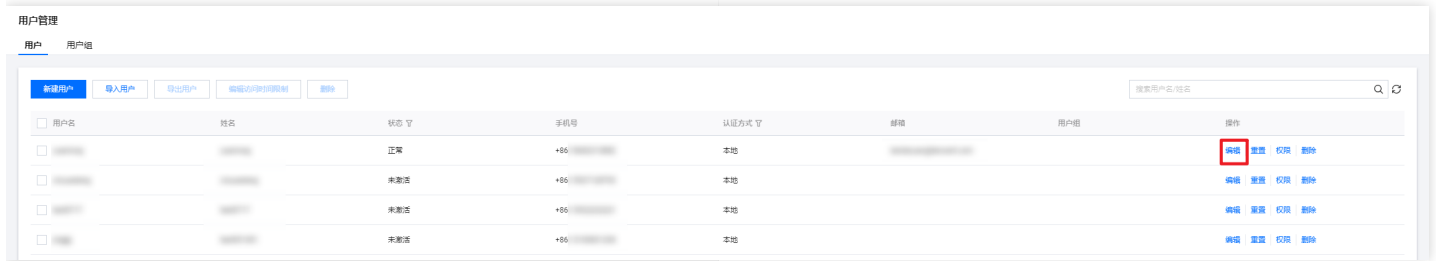 用户管理
用户 用户组
新建用户 导入用户 导出用户 编辑访问时间限制 删除 搜索用户名/姓名
用户名 姓名 状态 手机号 认证方式 邮箱 用户组 操作
正常 +86 本地 编辑 重置 权限 删除
未激活 +86 本地 编辑 重置 权限 删除
未激活 +86 本地 编辑 重置 权限 删除
未激活 +86 本地 编辑 重置 权限 删除